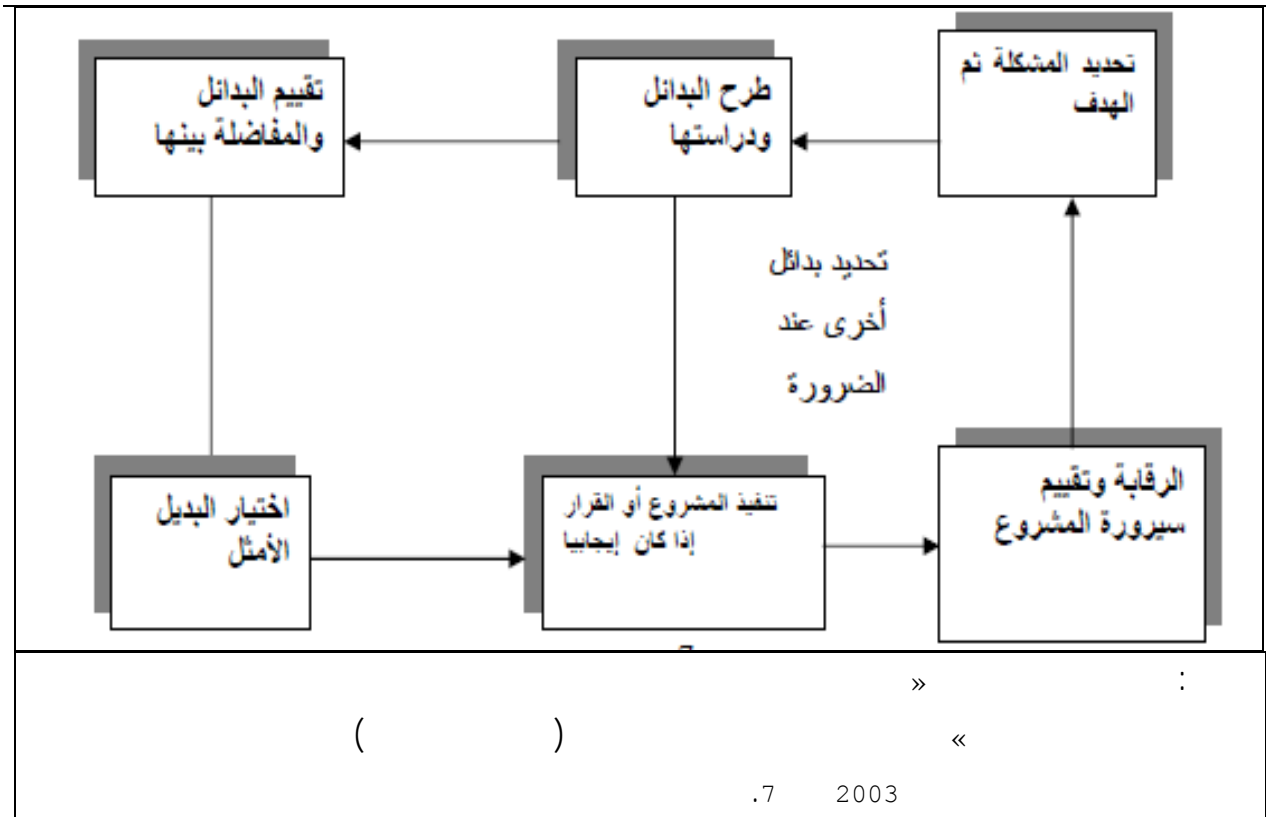 تحديد المشكلة ثم
الهدف
طرح البدائل
ودراستها
تقييم البدائل
والمفاضلة بينها
تحديد بدائل
أخرى عند
الضرورة
اختيار البديل
الأمثل
تنفيذ المشروع أو القرار
إذا كان إيجابيا
الرقابة وتقييم
سيرورة المشروع
: »
« ( )
2003 7.